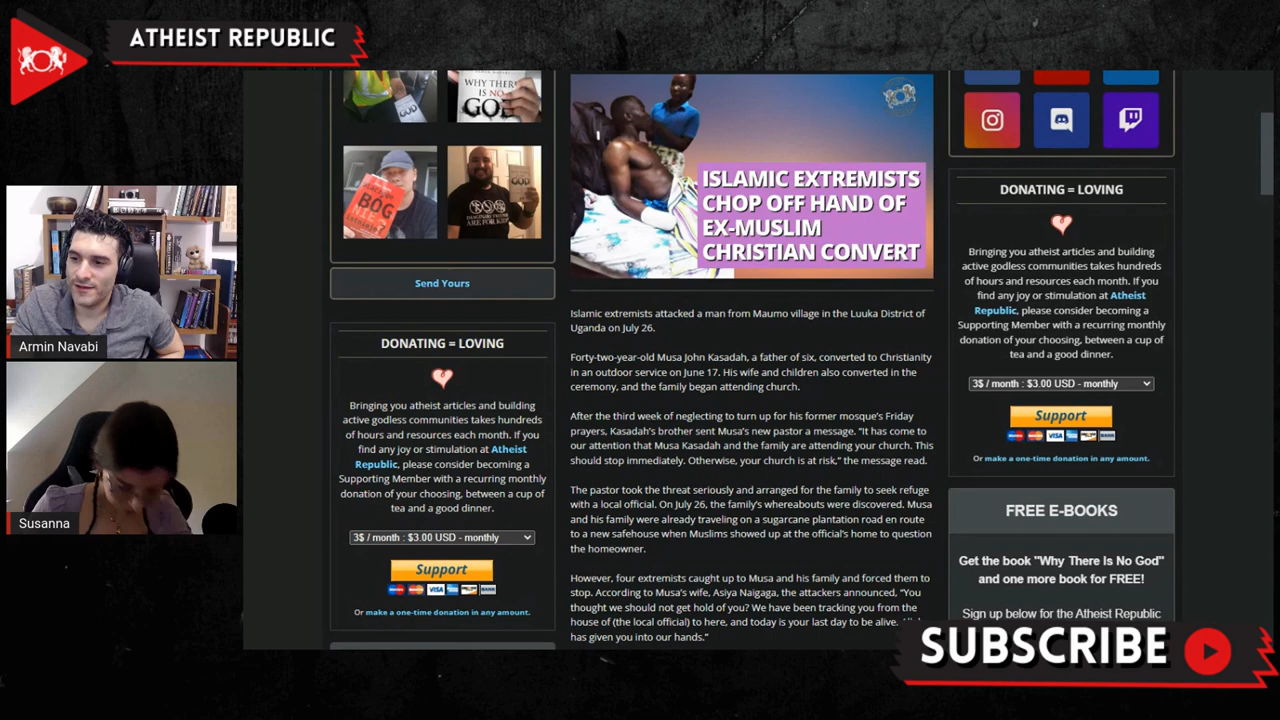 ATHEIST REPUBLIC
Armin Navabi
Susanna
WHY THERE
IS NO
GOD
BÓG
Send Yours
DONATING = LOVING
Bringing you atheist articles and building
active godless communities takes hundreds
of hours and resources each month. If you
find any joy or stimulation at Atheist
Republic, please consider becoming a
Supporting Member with a recurring monthly
donation of your choosing, between a cup of
tea and a good dinner.
3$ / month : $3.00 USD - monthly
Support
VISA
BANK
Or make a one-time donation in any amount.
ISLAMIC EXTREMISTS
CHOP OFF HAND OF
EX-MUSLIM
CHRISTIAN CONVERT
Islamic extremists attacked a man from Maumo village in the Luuka District of
Uganda on July 26.
Forty-two-year-old Musa John Kasadah, a father of six, converted to Christianity
in an outdoor service on June 17. His wife and children also converted in the
ceremony, and the family began attending church.
After the third week of neglecting to turn up for his former mosque's Friday
prayers, Kasadah's brother sent Musa's new pastor a message. "It has come to
our attention that Musa Kasadah and the family are attending your church. This
should stop immediately. Otherwise, your church is at risk," the message read.
The pastor took the threat seriously and arranged for the family to seek refuge
with a local official. On July 26, the family's whereabouts were discovered. Musa
and his family were already traveling on a sugarcane plantation road en route
to a new safehouse when Muslims showed up at the official's home to question
the homeowner.
However, four extremists caught up to Musa and his family and forced them to
stop. According to Musa's wife, Asiya Naigaga, the attackers announced, "You
thought we should not get hold of you? We have been tracking you from the
house of (the local official) to here, and today is your last day to be alive.
has given you into our hands."
DONATING = LOVING
Bringing you atheist articles and building
active godless communities takes hundreds
of hours and resources each month. If you
find any joy or stimulation at Atheist
Republic, please consider becoming a
Supporting Member with a recurring monthly
donation of your choosing, between a cup of
tea and a good dinner.
3$ / month : $3.00 USD - monthly
Support
VISA
BANK
Or make a one-time donation in any amount.
FREE E-BOOKS
Get the book "Why There Is No God"
and one more book for FREE!
Sign up below for the Atheist Republic
SUBSCRIBE